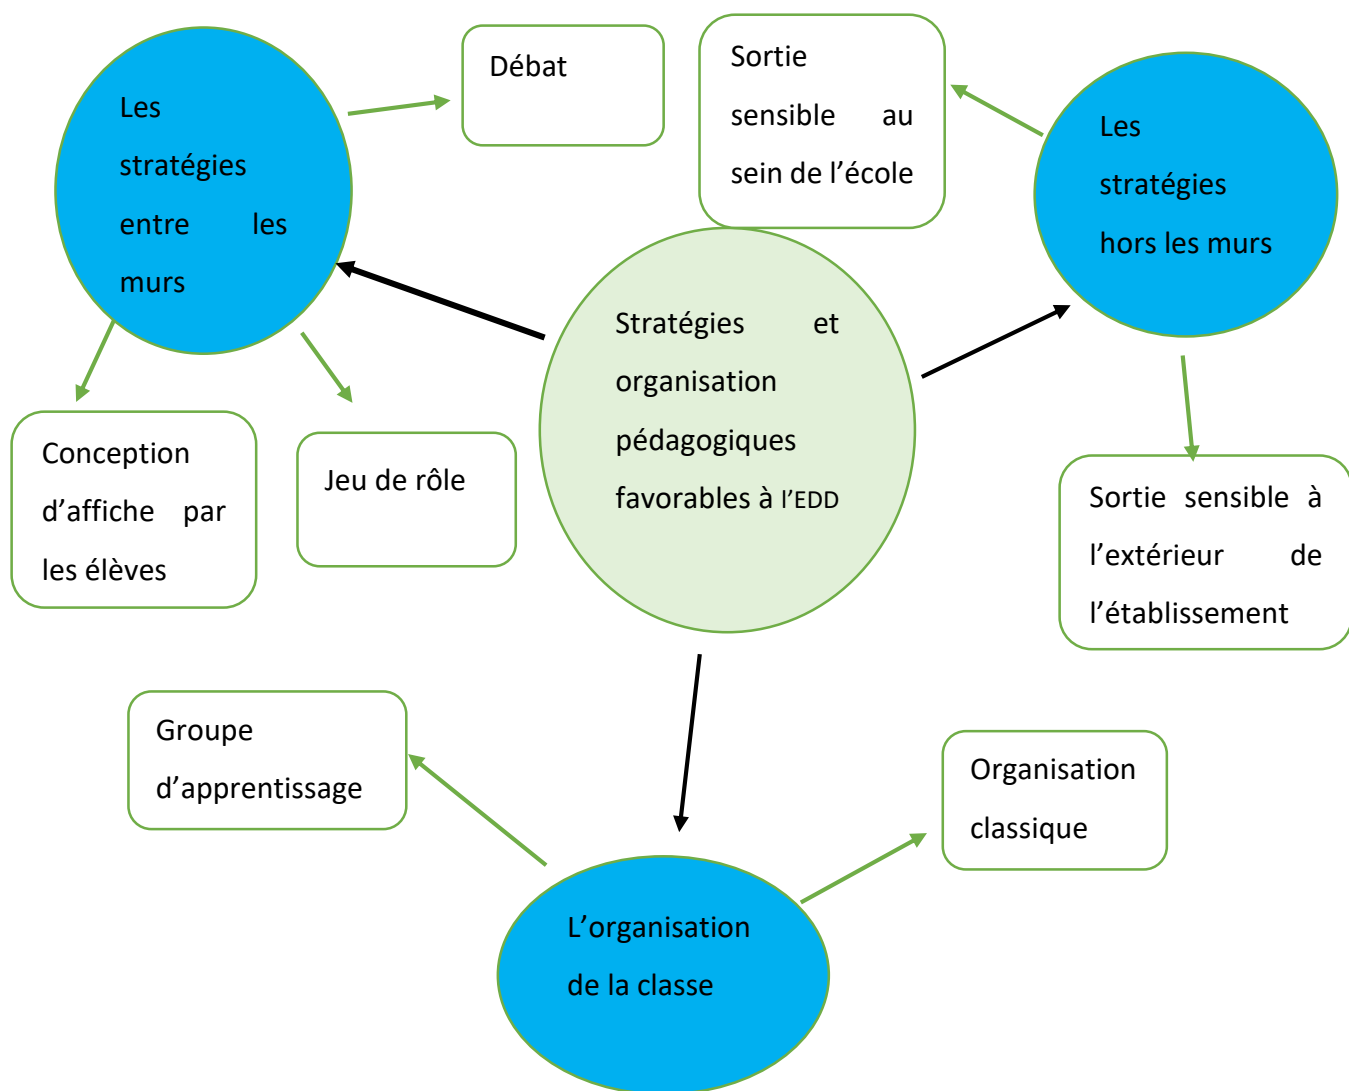 Les
stratégies
entre les
murs
Débat
Sortie
sensible au
sein de l’école
Les
stratégies
hors les murs
Stratégies et
organisation
pédagogiques
favorables à l’EDD
Conception
d’affiche par
les élèves
Jeu de rôle
Sortie sensible à
l’extérieur de
l’établissement
Groupe
d’apprentissage
Organisation
classique
L’organisation
de la classe